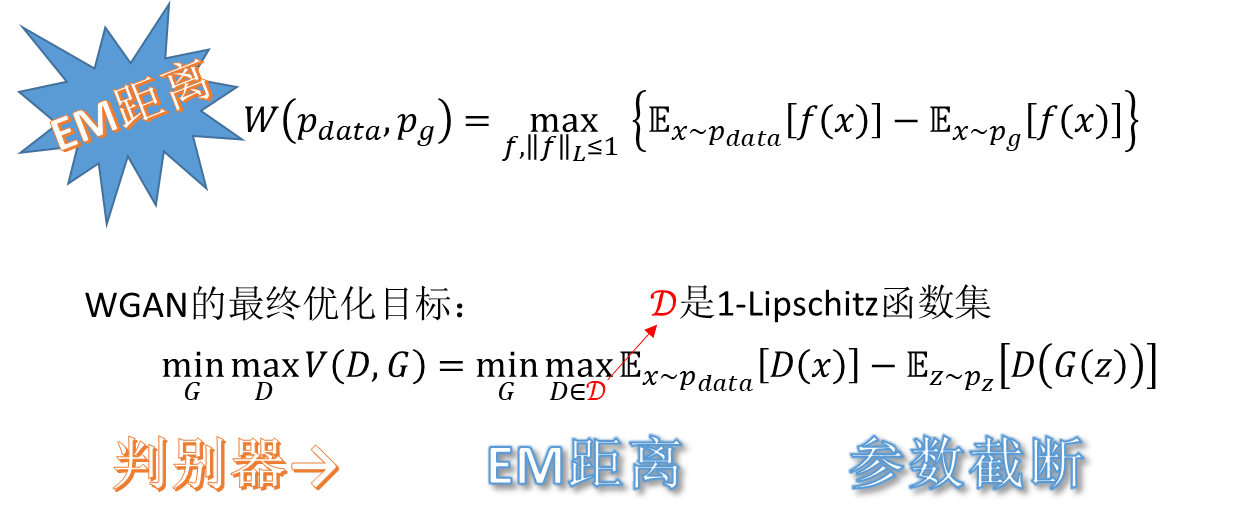 EM距离
W(p_data, p_g) = max_{f,‖f‖_L≤1} {𝔼_{x~p_data}[f(x)] − 𝔼_{x~p_g}[f(x)]}
WGAN的最终优化目标： 𝒟是1-Lipschitz函数集
min_G max_D V(D, G) = min_G max_{D∈𝒟} 𝔼_{x~p_data}[D(x)] − 𝔼_{z~p_z}[D(G(z))]
判别器→ EM距离 参数截断